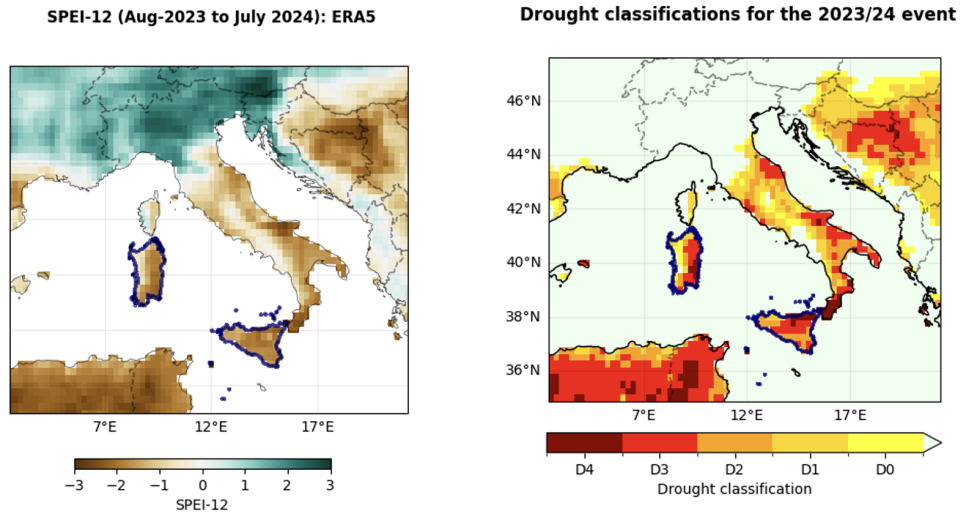 SPEI-12 (Aug-2023 to July 2024): ERA5
Drought classifications for the 2023/24 event
46°N
44°N
42°N
40°N
38°N
36°N
7°E 12°E 17°E
7°E 12°E 17°E
−3 −2 −1 0 1 2 3
SPEI-12
D4 D3 D2 D1 D0
Drought classification